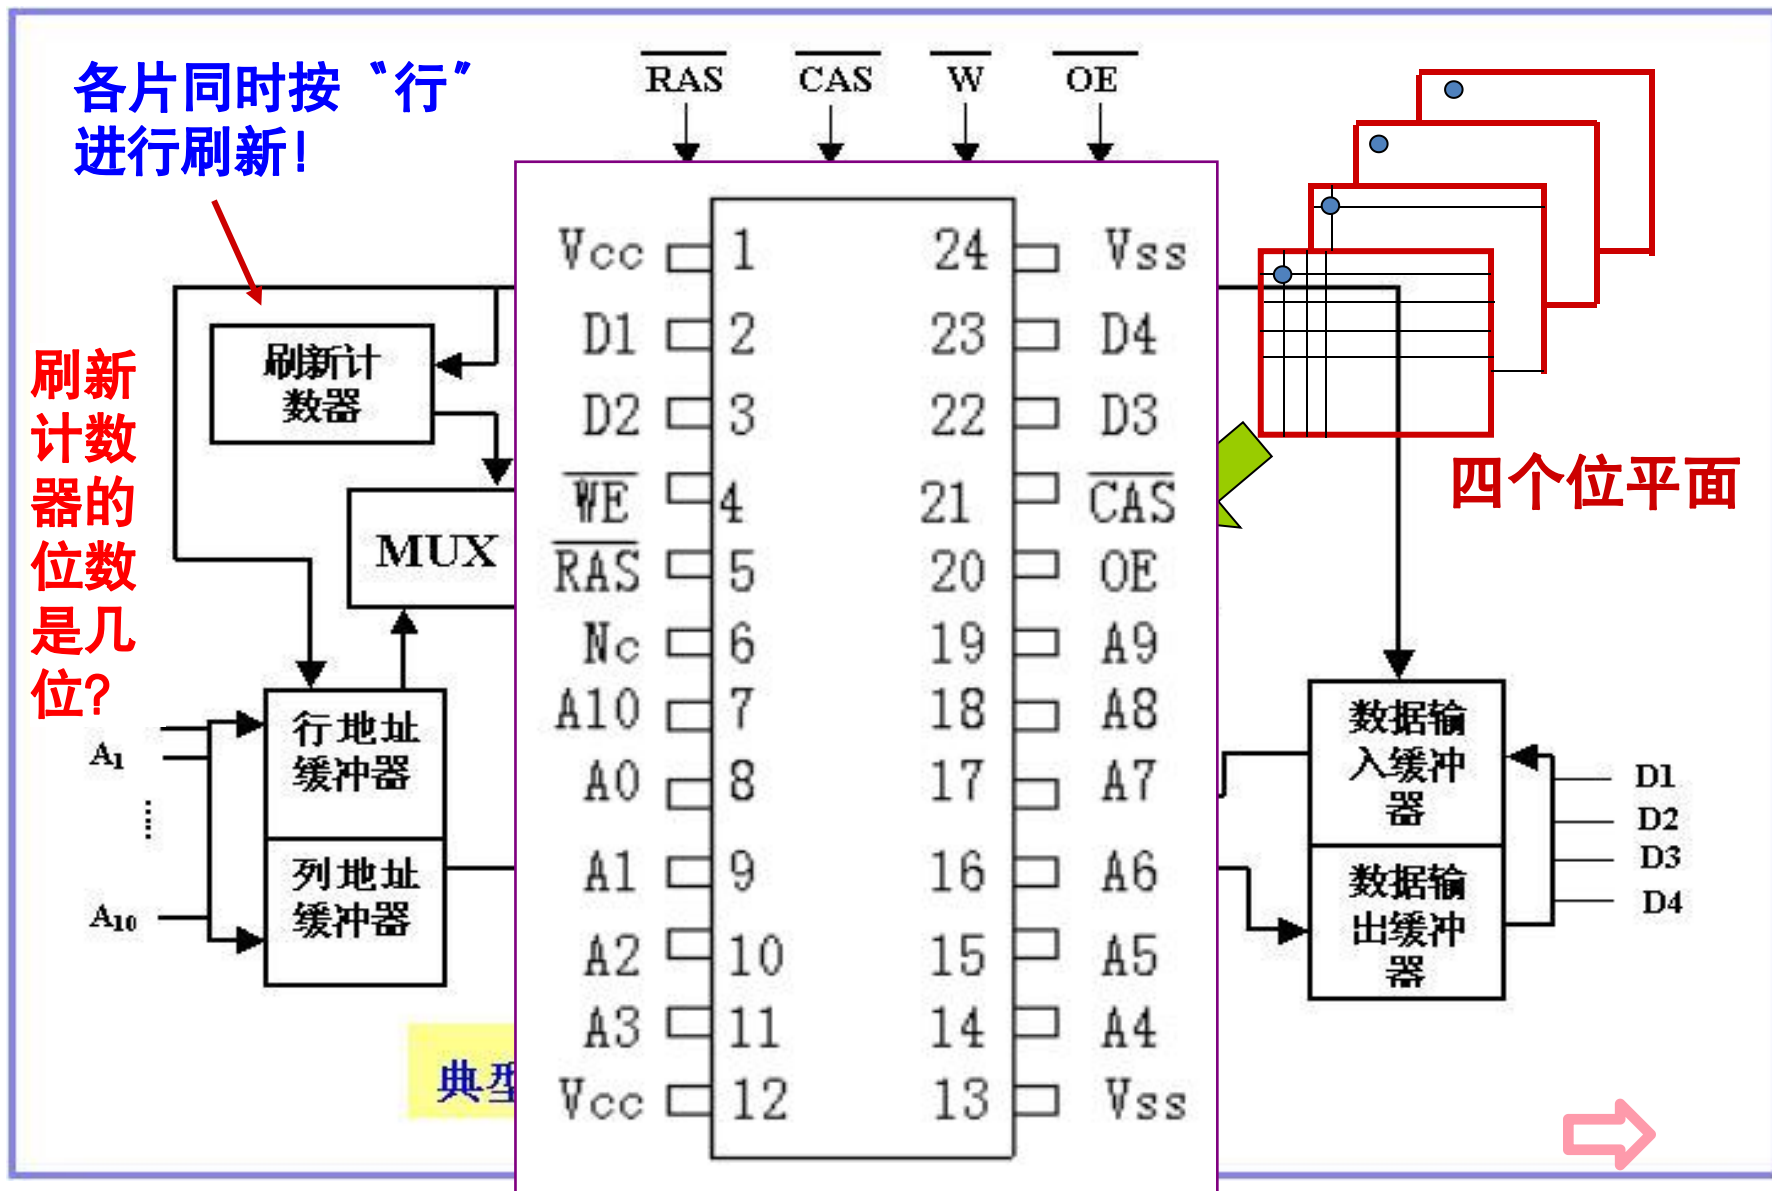 各片同时按“行”
进行刷新!
RAS CAS W OE
刷新计
数器
刷新
计数
器的
位数
是几
位?
MUX
行地址
缓冲器
列地址
缓冲器
A1
A10
Vcc 1 24 Vss
D1 2 23 D4
D2 3 22 D3
WE 4 21 CAS
RAS 5 20 OE
Nc 6 19 A9
A10 7 18 A8
A0 8 17 A7
A1 9 16 A6
A2 10 15 A5
A3 11 14 A4
Vcc 12 13 Vss
四个位平面
数据输
入缓冲
器
数据输
出缓冲
器
D1
D2
D3
D4
典型